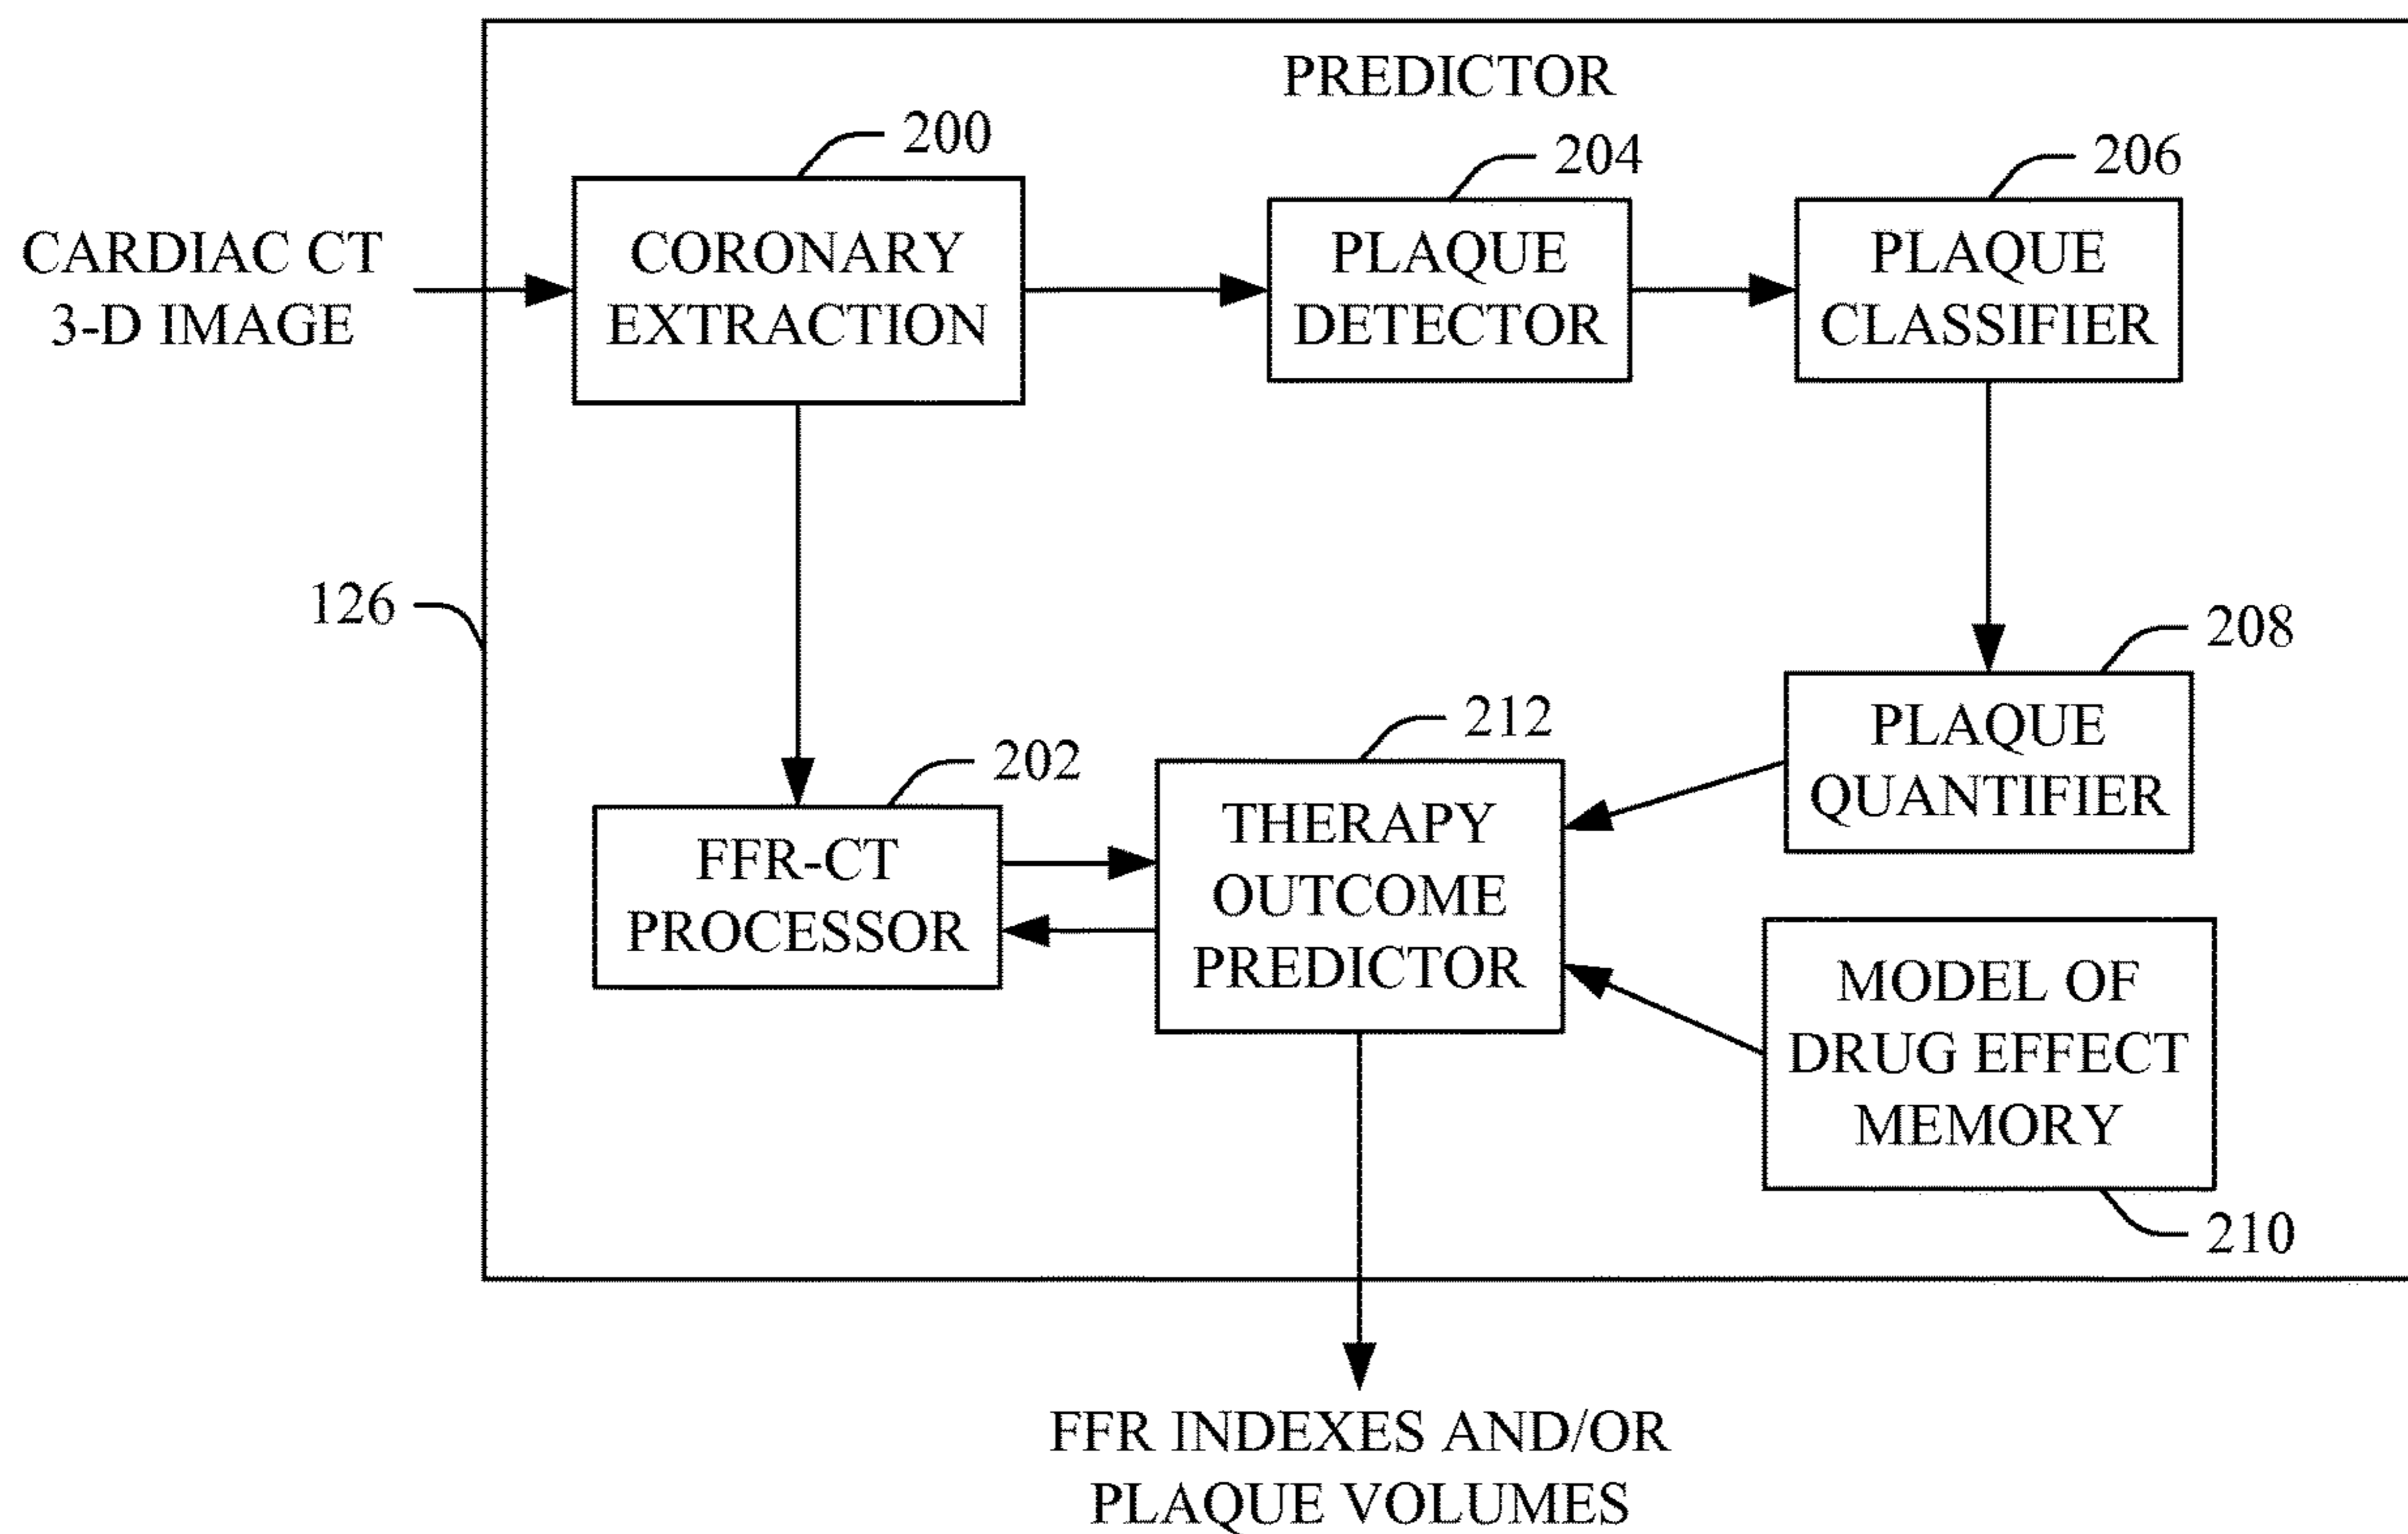 PREDICTOR
200
204
206
CARDIAC CT
3-D IMAGE
CORONARY
EXTRACTION
PLAQUE
DETECTOR
PLAQUE
CLASSIFIER
126
208
212
202
PLAQUE
QUANTIFIER
FFR-CT
PROCESSOR
THERAPY
OUTCOME
PREDICTOR
MODEL OF
DRUG EFFECT
MEMORY
210
FFR INDEXES AND/OR
PLAQUE VOLUMES